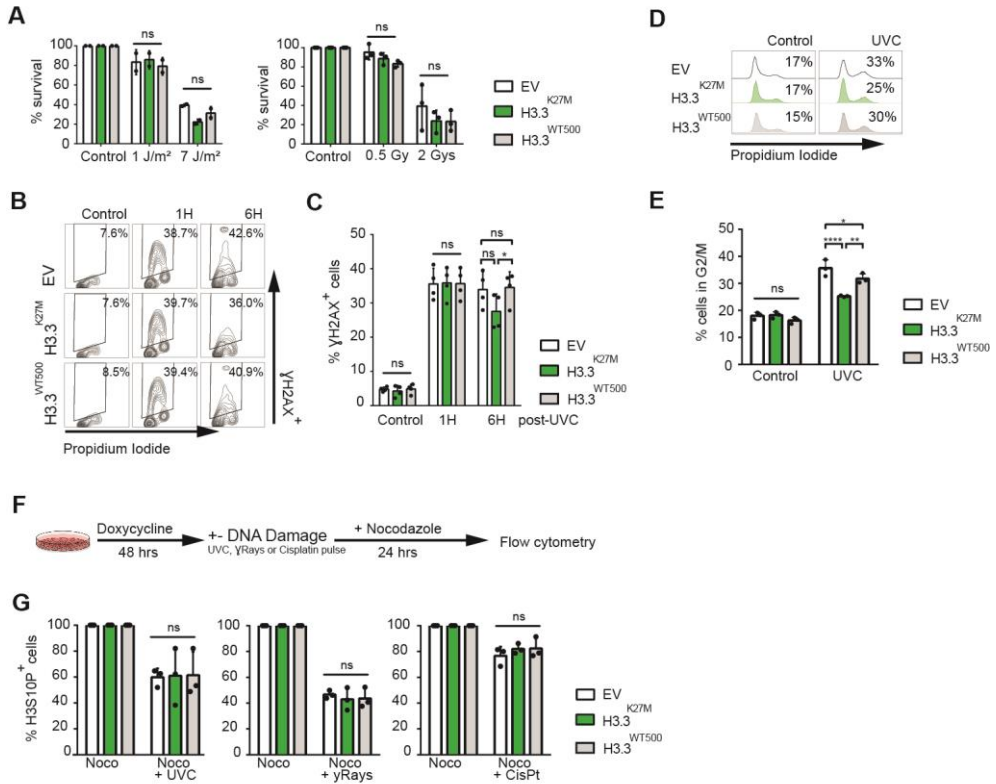 A
% survival
100
80
60
40
20
0
ns
ns
Control
1 J/m²
7 J/m²
% survival
100
80
60
40
20
0
ns
ns
Control
0.5 Gy
2 Gys
EV
H3.3K27M
H3.3WT500
B
Control
1H
6H
EV
7.6%
38.7%
42.6%
H3.3K27M
7.6%
39.7%
36.0%
H3.3WT500
8.5%
39.4%
40.9%
ɣH2AX+
Propidium Iodide
C
% ɣH2AX+ cells
50
40
30
20
10
0
ns
ns
ns
ns
*
Control
1H
6H
post-UVC
EV
H3.3K27M
H3.3WT500
D
Control
UVC
EV
17%
33%
H3.3K27M
17%
25%
H3.3WT500
15%
30%
Propidium Iodide
E
% cells in G2/M
50
40
30
20
10
0
ns
*
****
**
Control
UVC
EV
H3.3K27M
H3.3WT500
F
Doxycycline
48 hrs
+- DNA Damage
UVC, ɣRays or Cisplatin pulse
+ Nocodazole
24 hrs
Flow cytometry
G
% H3S10P+ cells
100
80
60
40
20
0
ns
Noco
Noco
+ UVC
100
80
60
40
20
0
ns
Noco
Noco
+ yRays
100
80
60
40
20
0
ns
Noco
Noco
+ CisPt
EV
H3.3K27M
H3.3WT500